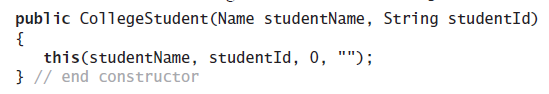 public CollegeStudent(Name studentName, String studentId)
{
this(studentName, studentId, 0, "");
} // end constructor